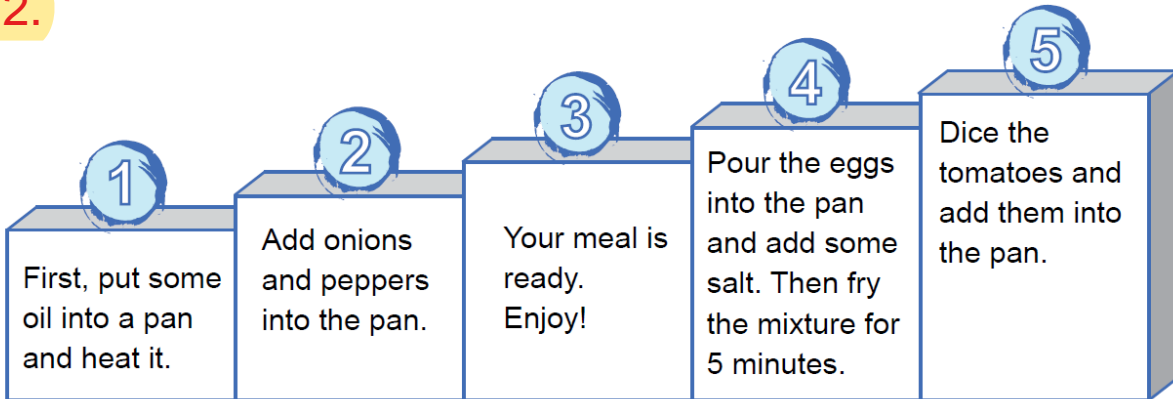 2.
1
First, put some
oil into a pan
and heat it.
2
Add onions
and peppers
into the pan.
3
Your meal is
ready.
Enjoy!
4
Pour the eggs
into the pan
and add some
salt. Then fry
the mixture for
5 minutes.
5
Dice the
tomatoes and
add them into
the pan.